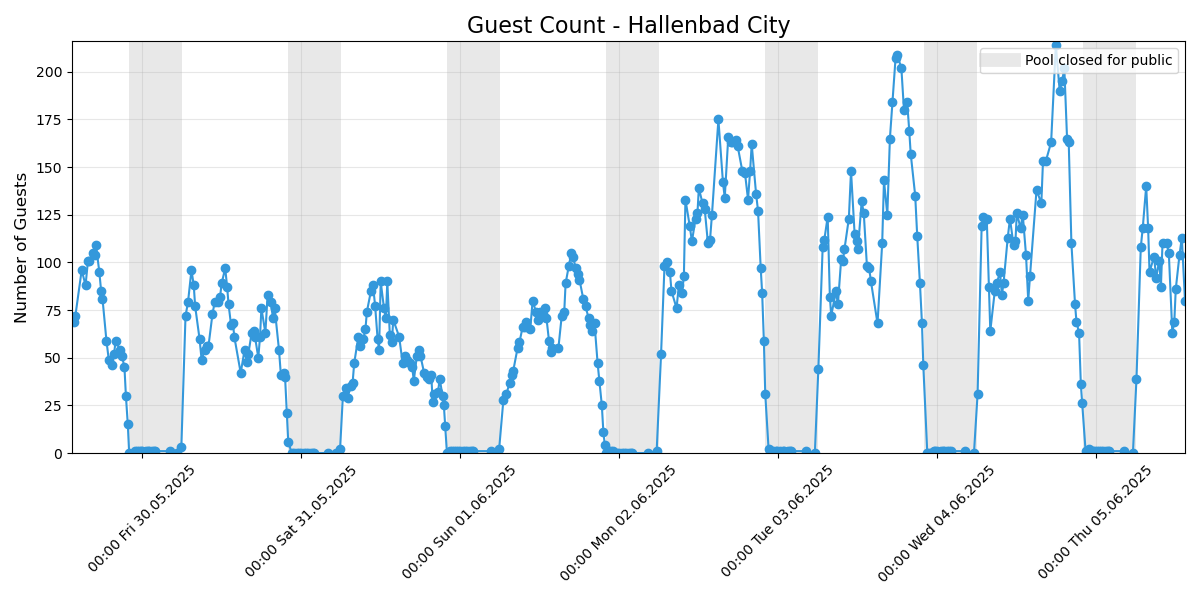 Guest Count - Hallenbad City
Pool closed for public
Number of Guests
200
175
150
125
100
75
50
25
0
00:00 Fri 30.05.2025
00:00 Sat 31.05.2025
00:00 Sun 01.06.2025
00:00 Mon 02.06.2025
00:00 Tue 03.06.2025
00:00 Wed 04.06.2025
00:00 Thu 05.06.2025